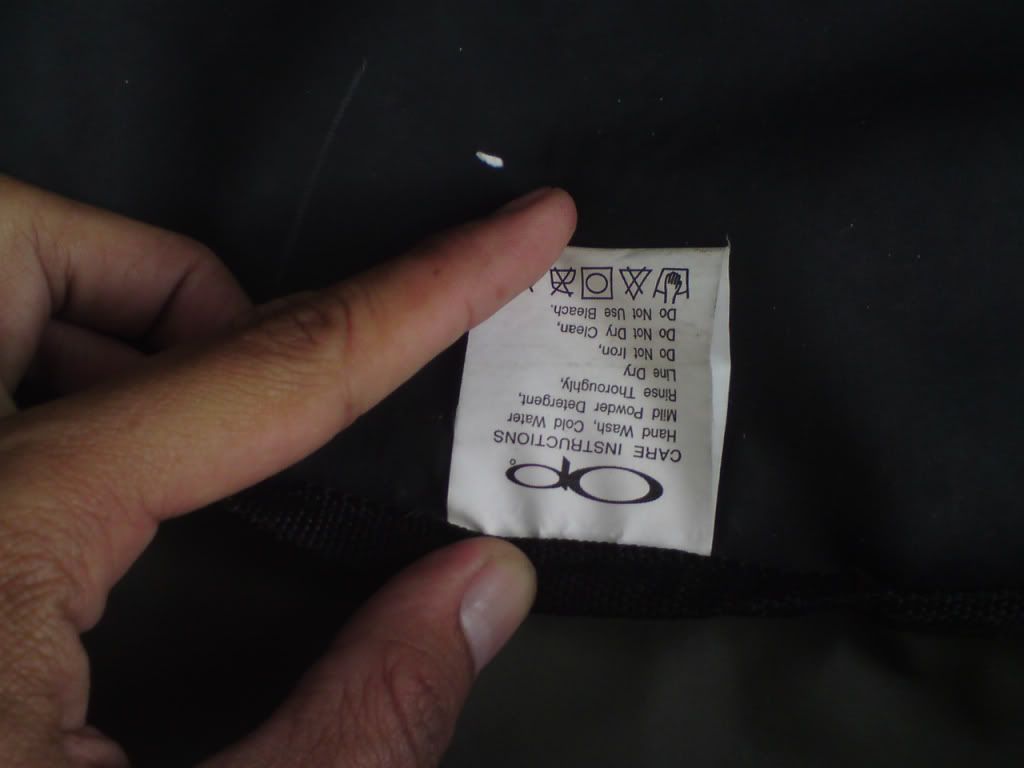 Op
CARE INSTRUCTIONS
Hand Wash, Cold Water
Mild Powder Detergent,
Rinse Thoroughly,
Line Dry
Do Not Iron,
Do Not Dry Clean,
Do Not Use Bleach.